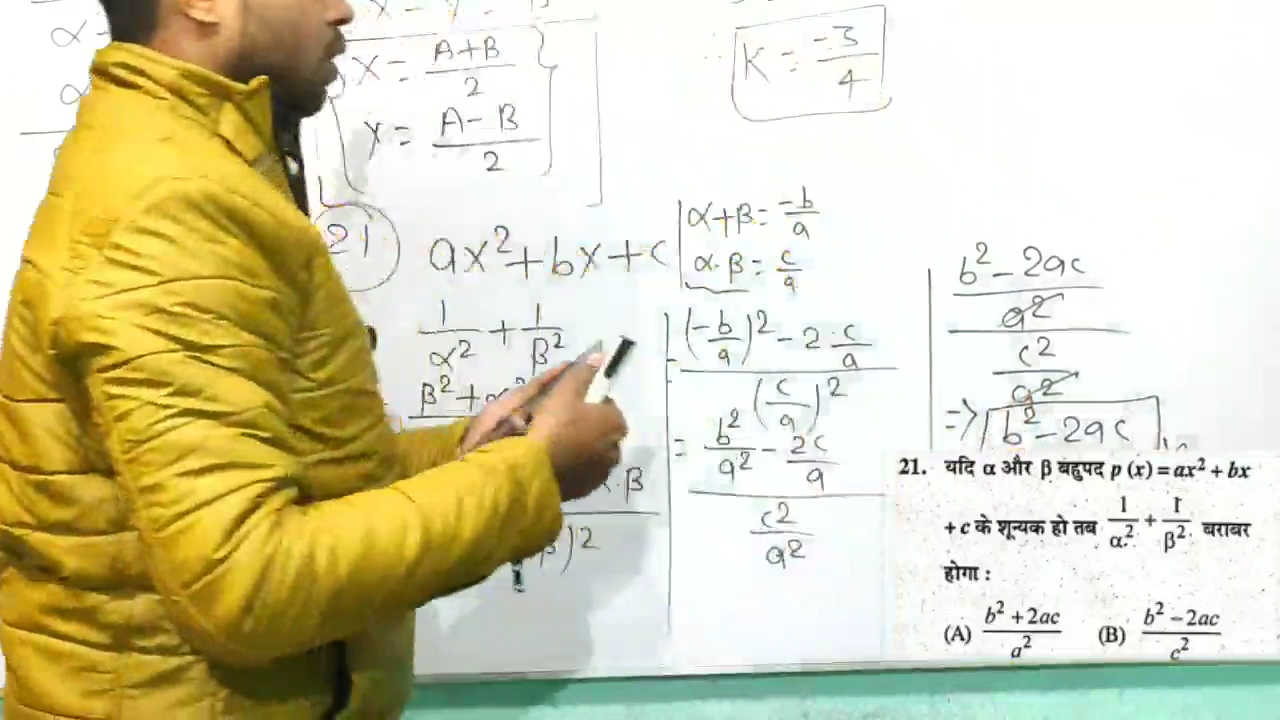 α
α
X = A+B/2
Y = A-B/2
K = -3/4
21
ax²+bx+c
α+β = -b/a
α.β = c/a
1/α² + 1/β²
β²+
α.β
)²
(-b/a)² - 2.c/a
(c/a)²
= b²/a² - 2c/a
c²/a²
b²-2ac
a²
c²
a²
=> b²-2ac
21. यदि α और β बहुपद p (x) = ax² + bx
+ c के शून्यक हो तब 1/α² + 1/β² बराबर
होगा :
(A) b² + 2ac/a² (B) b² - 2ac/c²